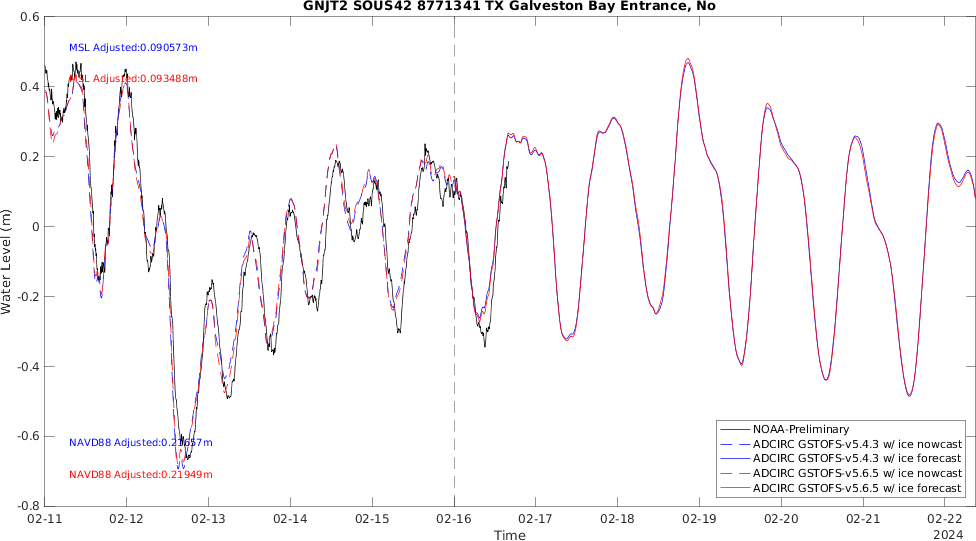 GNJT2 SOUS42 8771341 TX Galveston Bay Entrance, No
0.6
MSL Adjusted:0.090573m
MSL Adjusted:0.093488m
0.4
0.2
0
-0.2
-0.4
-0.6
-0.8
Water Level (m)
NAVD88 Adjusted:0.21657m
NAVD88 Adjusted:0.21949m
NOAA-Preliminary
ADCIRC GSTOFS-v5.4.3 w/ ice nowcast
ADCIRC GSTOFS-v5.4.3 w/ ice forecast
ADCIRC GSTOFS-v5.6.5 w/ ice nowcast
ADCIRC GSTOFS-v5.6.5 w/ ice forecast
02-11 02-12 02-13 02-14 02-15 02-16 02-17 02-18 02-19 02-20 02-21 02-22
Time
2024